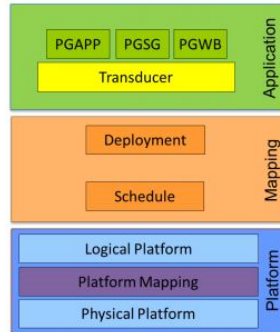 PGAPP PGSG PGWB
Transducer
Application
Deployment
Schedule
Mapping
Logical Platform
Platform Mapping
Physical Platform
Platform